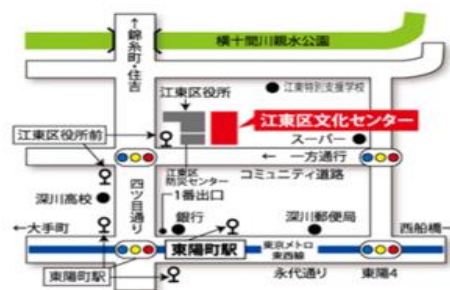 横十間川親水公園
↑錦糸町・住吉
江東区役所
江東特別支援学校
江東区文化センター
江東区役所前
スーパー
← 一方通行
江東区
防災センター
コミュニティ道路
深川高校
四ツ目通り
1番出口
銀行
深川郵便局
←大手町
西船橋→
東陽町駅
東京メトロ
東西線
東陽町駅
永代通り
東陽4